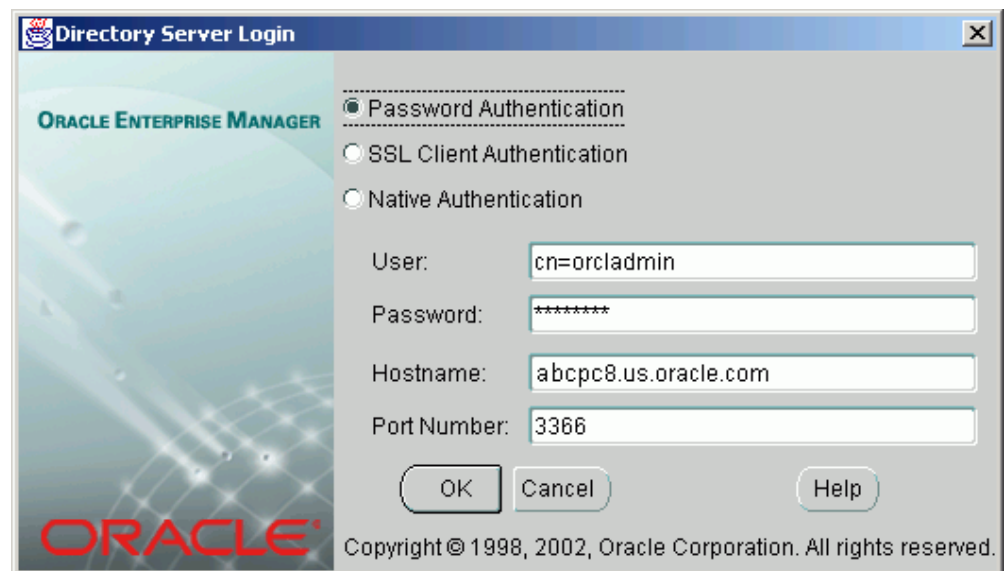 Directory Server Login
ORACLE ENTERPRISE MANAGER
Password Authentication
SSL Client Authentication
Native Authentication
User: cn=orcladmin
Password: ********
Hostname: abcpc8.us.oracle.com
Port Number: 3366
OK Cancel Help
ORACLE®
Copyright © 1998, 2002, Oracle Corporation. All rights reserved.